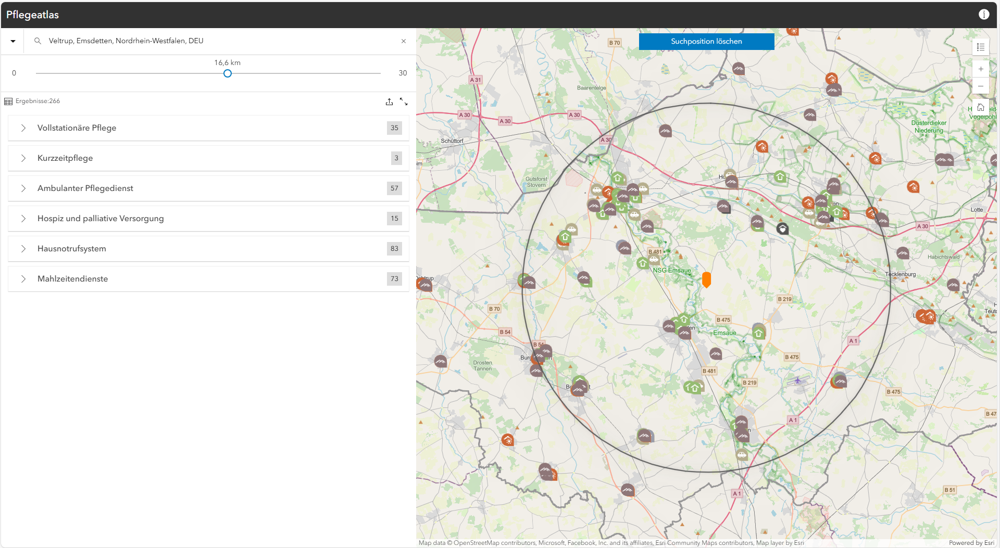 Pflegeatlas
Veltrup, Emsdetten, Nordrhein-Westfalen, DEU
16,6 km
0
30
Ergebnisse:266
Vollstationäre Pflege
35
Kurzzeitpflege
3
Ambulanter Pflegedienst
57
Hospiz und palliative Versorgung
15
Hausnotrufsystem
83
Mahlzeitendienste
73
Suchposition löschen
B 70
A 31
Baarentelge
A 30
A 30
A 30
Düsterdieker
Niederung
Schüttorf
A 30
Gutsforst
Stovern
Lotte
A 30
B 481
Habichtswald
NSG Emsaue
Tecklenburg
B 219
B 70
B 475
B 54
Emsaue
A 1
B 54
B 475
Drosten
Tannen
B 481
B 219
B 475
A 1
B 47
B 51
A 1
Map data © OpenStreetMap contributors, Microsoft, Facebook, Inc. and its affiliates, Esri Community Maps contributors, Map layer by Esri
Powered by Esri